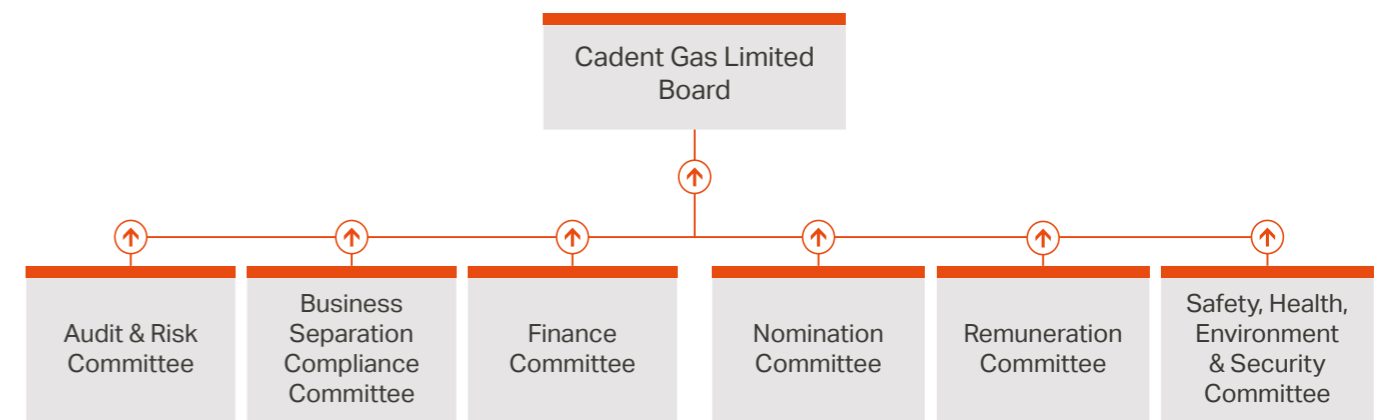 Cadent Gas Limited
Board
Audit & Risk
Committee
Business
Separation
Compliance
Committee
Finance
Committee
Nomination
Committee
Remuneration
Committee
Safety, Health,
Environment
& Security
Committee